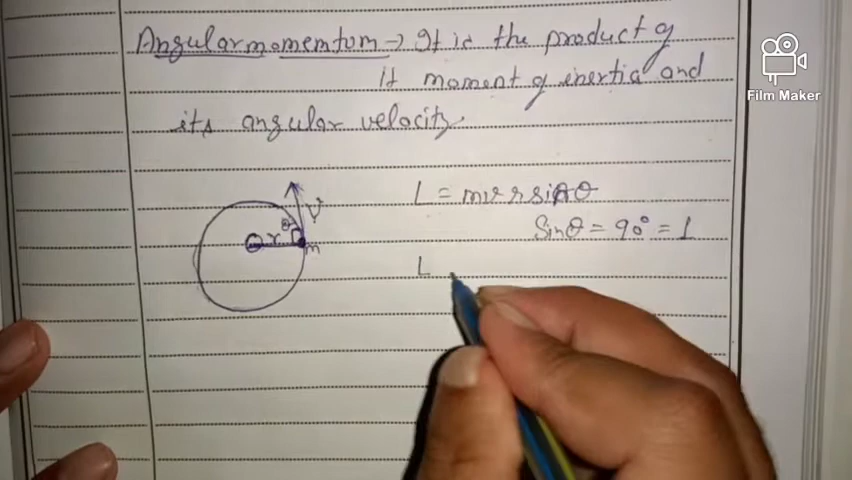 Angular momentum → It is the product of
it moment of inertia and
its angular velocity
Film Maker
L = mvr sinθ
Sinθ = 90° = 1
v
θ
r
m
L